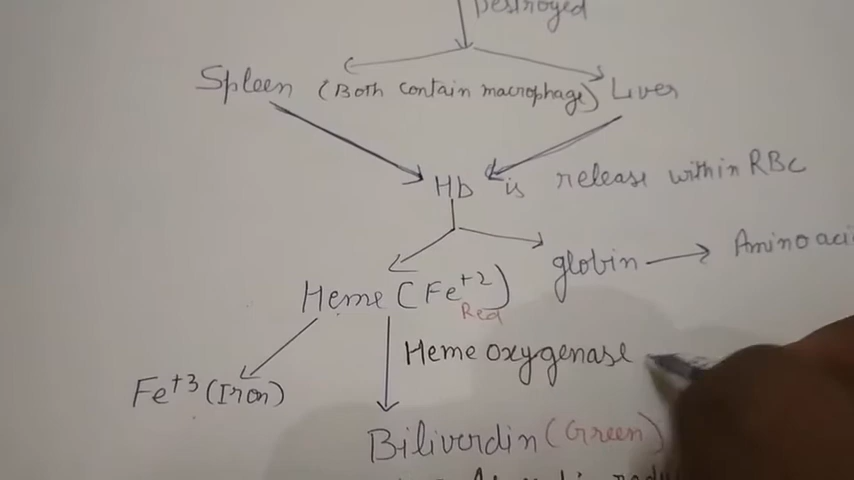 Destroyed
Spleen (Both contain macrophage) Liver
Hb is release within RBC
Heme (Fe+2) globin → Amino aci
Red
Heme oxygenase
Fe+3 (Iron)
Biliverdin (Green)